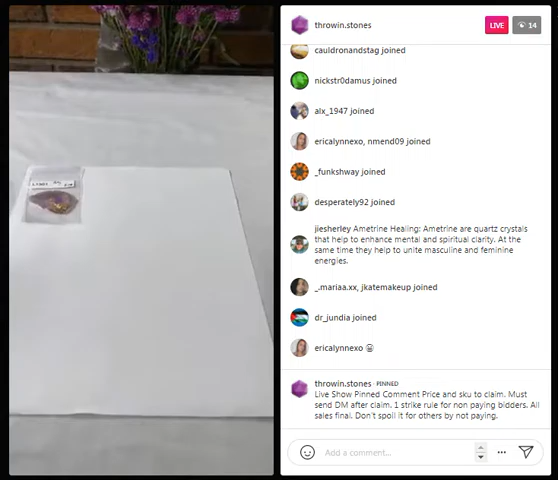 throwin.stones
LIVE
14
cauldronandstag joined
nickstr0damus joined
alx_1947 joined
ericalynnexo, nmend09 joined
_funkshway joined
desperately92 joined
jiesherley Ametrine Healing: Ametrine are quartz crystals
that help to enhance mental and spiritual clarity. At the
same time they help to unite masculine and feminine
energies.
_.mariaa.xx, jkatemakeup joined
dr_jundia joined
ericalynnexo 😀
throwin.stones · PINNED
Live Show Pinned Comment Price and sku to claim. Must
send DM after claim. 1 strike rule for non paying bidders. All
sales final. Don't spoil it for others by not paying.
Add a comment...